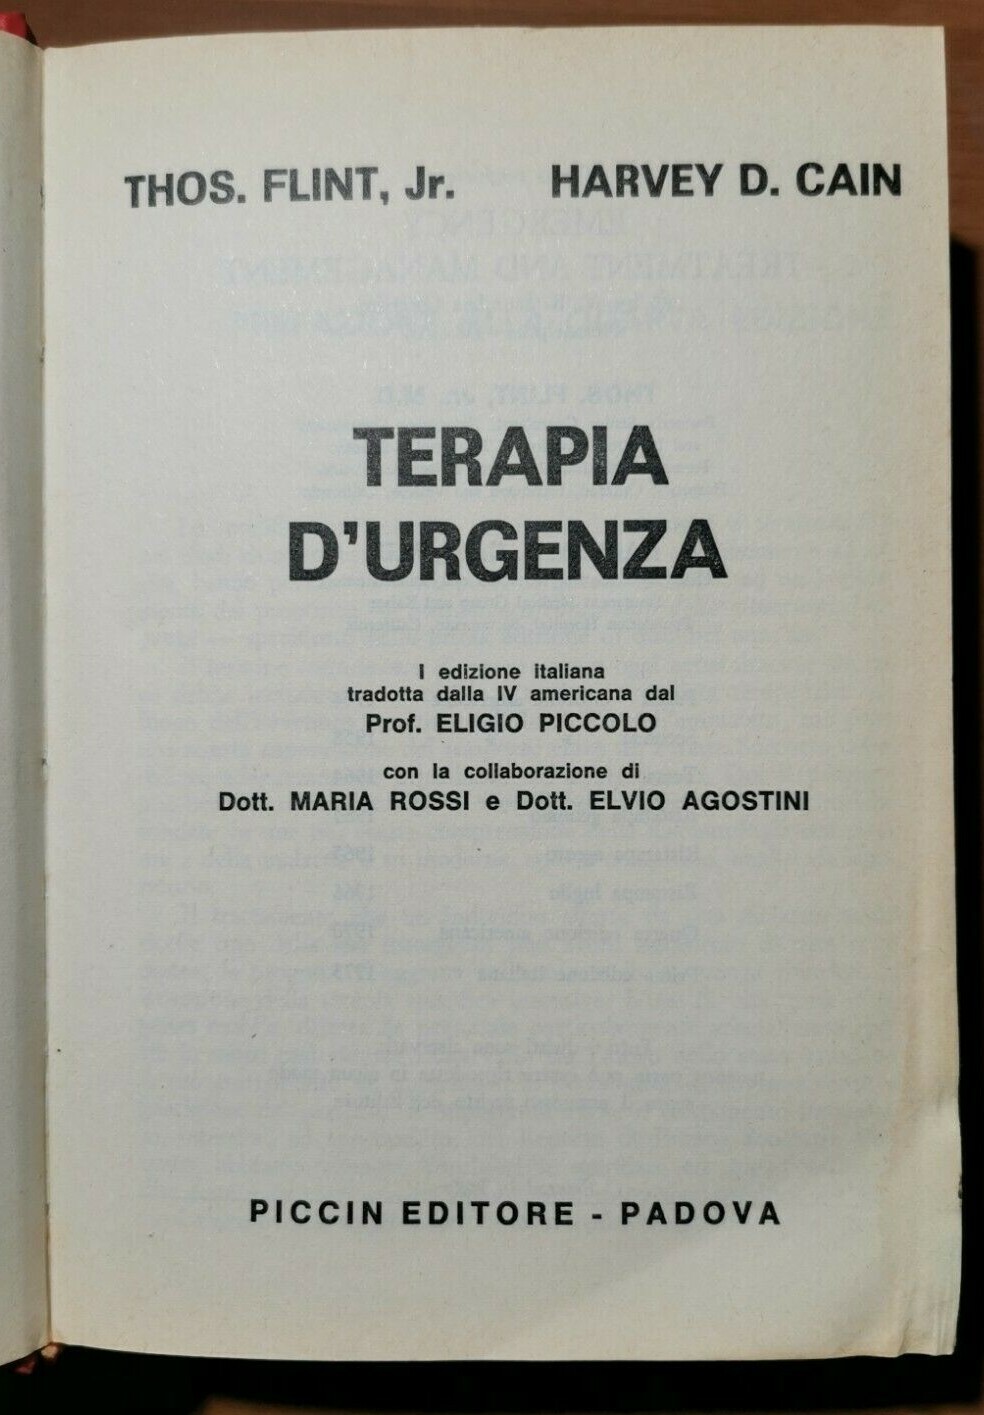 THOS. FLINT, Jr. HARVEY D. CAIN
TERAPIA
D'URGENZA
I edizione italiana
tradotta dalla IV americana dal
Prof. ELIGIO PICCOLO
con la collaborazione di
Dott. MARIA ROSSI e Dott. ELVIO AGOSTINI
PICCIN EDITORE - PADOVA